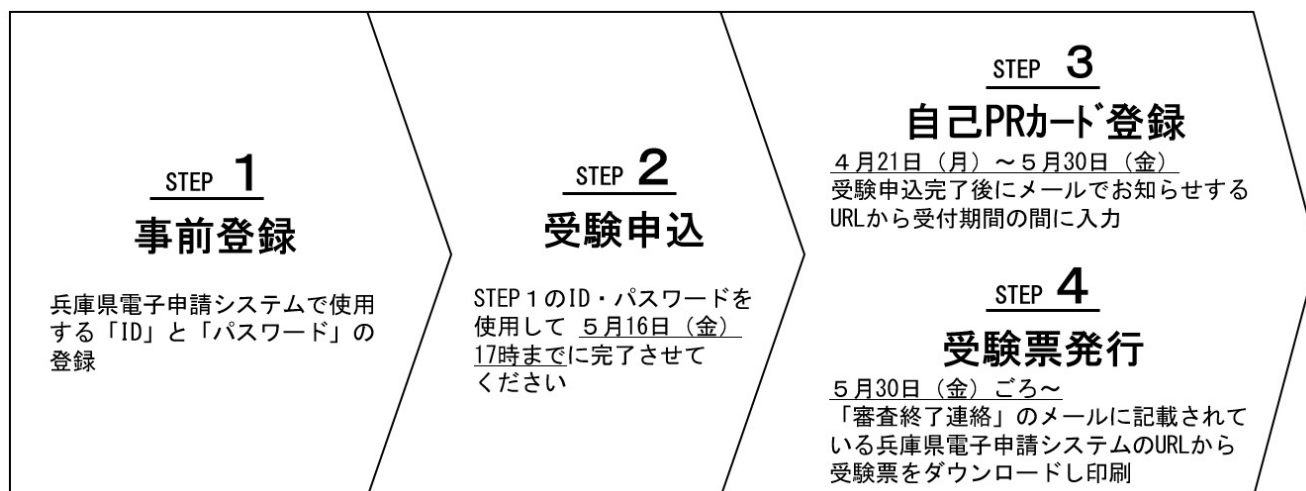 STEP 1
事前登録
兵庫県電子申請システムで使用
する「ID」と「パスワード」の
登録
STEP 2
受験申込
STEP１のID・パスワードを
使用して ５月16日（金）
17時までに完了させて
ください
STEP 3
自己PRｶｰﾄﾞ登録
４月21日（月）～５月30日（金）
受験申込完了後にメールでお知らせする
URLから受付期間の間に入力
STEP 4
受験票発行
５月30日（金）ごろ～
「審査終了連絡」のメールに記載されて
いる兵庫県電子申請システムのURLから
受験票をダウンロードし印刷